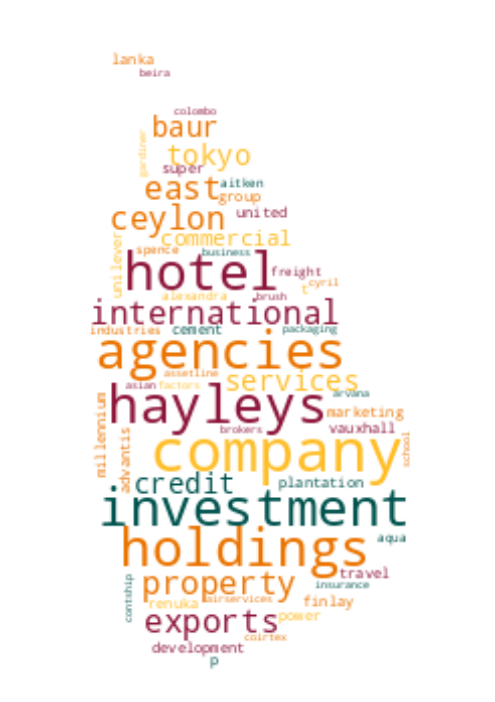 lanka
beira
colombo
baur
gardiner
tokyo
super
east
aitken
group
ceylon
united
commercial
unilever
spence
business
hotel
freight
cyril
t
alexandra
brush
international
industries
cement
packaging
agencies
assetline
services
asian
factors
arvana
hayleys
millennium
marketing
brokers
vauxhall
advantis
company
school
credit
plantation
investment
aqua
holdings
travel
contship
property
insurance
renuka
airservices
finlay
exports
power
coirtex
development
p